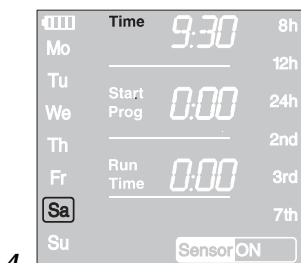 Time 9:30 8h
Mo
12h
Tu
Start Prog 0:00 24h
We
2nd
Th
Run Time 0:00 3rd
Fr
Sa
7th
Su
Sensor ON
4